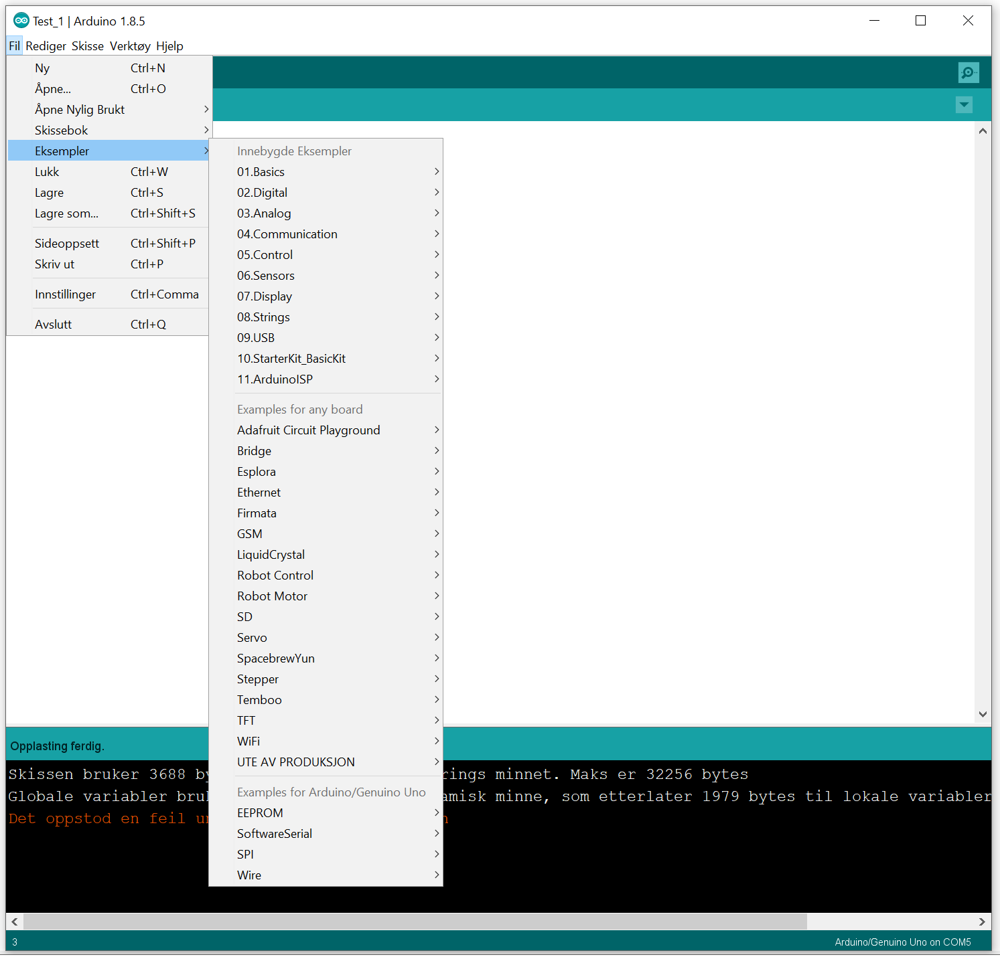 Test_1 | Arduino 1.8.5
Fil Rediger Skisse Verktøy Hjelp
Ny Ctrl+N
Åpne... Ctrl+O
Åpne Nylig Brukt
Skissebok
Eksempler
Lukk Ctrl+W
Lagre Ctrl+S
Lagre som... Ctrl+Shift+S
Sideoppsett Ctrl+Shift+P
Skriv ut Ctrl+P
Innstillinger Ctrl+Comma
Avslutt Ctrl+Q
Innebygde Eksempler
01.Basics
02.Digital
03.Analog
04.Communication
05.Control
06.Sensors
07.Display
08.Strings
09.USB
10.StarterKit_BasicKit
11.ArduinoISP
Examples for any board
Adafruit Circuit Playground
Bridge
Esplora
Ethernet
Firmata
GSM
LiquidCrystal
Robot Control
Robot Motor
SD
Servo
SpacebrewYun
Stepper
Temboo
TFT
WiFi
UTE AV PRODUKSJON
Examples for Arduino/Genuino Uno
EEPROM
SoftwareSerial
SPI
Wire
Opplasting ferdig.
Skissen bruker 3688 by rings minnet. Maks er 32256 bytes
Globale variabler bru amisk minne, som etterlater 1979 bytes til lokale variabler
Det oppstod en feil un
3
Arduino/Genuino Uno on COM5